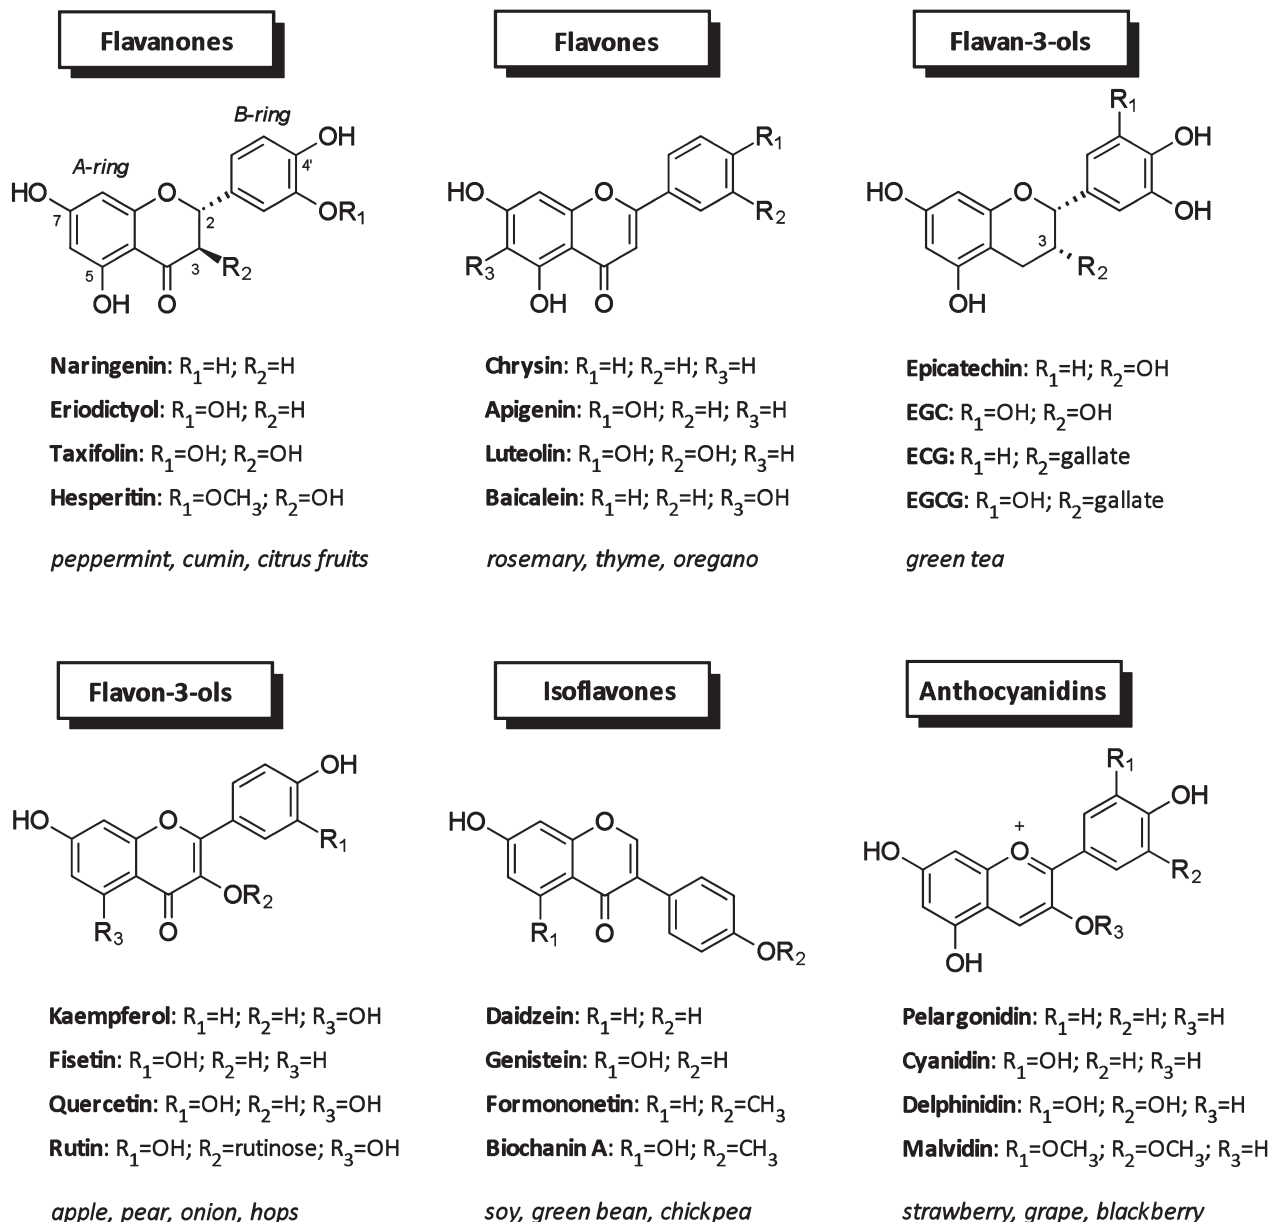 Flavanones
Flavones
Flavan-3-ols
B-ring
A-ring
HO
7
O
2
OH
4'
OR₁
3
R₂
5
OH
O
HO
O
R₁
R₂
R₃
OH
O
R₁
OH
HO
O
OH
3
R₂
OH
Naringenin: R₁=H; R₂=H
Eriodictyol: R₁=OH; R₂=H
Taxifolin: R₁=OH; R₂=OH
Hesperitin: R₁=OCH₃; R₂=OH
peppermint, cumin, citrus fruits
Chrysin: R₁=H; R₂=H; R₃=H
Apigenin: R₁=OH; R₂=H; R₃=H
Luteolin: R₁=OH; R₂=OH; R₃=H
Baicalein: R₁=H; R₂=H; R₃=OH
rosemary, thyme, oregano
Epicatechin: R₁=H; R₂=OH
EGC: R₁=OH; R₂=OH
ECG: R₁=H; R₂=gallate
EGCG: R₁=OH; R₂=gallate
green tea
Flavon-3-ols
Isoflavones
Anthocyanidins
OH
HO
O
R₁
OR₂
R₃
O
HO
O
R₁
O
OR₂
R₁
OH
+
HO
O
R₂
OR₃
OH
Kaempferol: R₁=H; R₂=H; R₃=OH
Fisetin: R₁=OH; R₂=H; R₃=H
Quercetin: R₁=OH; R₂=H; R₃=OH
Rutin: R₁=OH; R₂=rutinose; R₃=OH
apple, pear, onion, hops
Daidzein: R₁=H; R₂=H
Genistein: R₁=OH; R₂=H
Formononetin: R₁=H; R₂=CH₃
Biochanin A: R₁=OH; R₂=CH₃
soy, green bean, chickpea
Pelargonidin: R₁=H; R₂=H; R₃=H
Cyanidin: R₁=OH; R₂=H; R₃=H
Delphinidin: R₁=OH; R₂=OH; R₃=H
Malvidin: R₁=OCH₃; R₂=OCH₃; R₃=H
strawberry, grape, blackberry